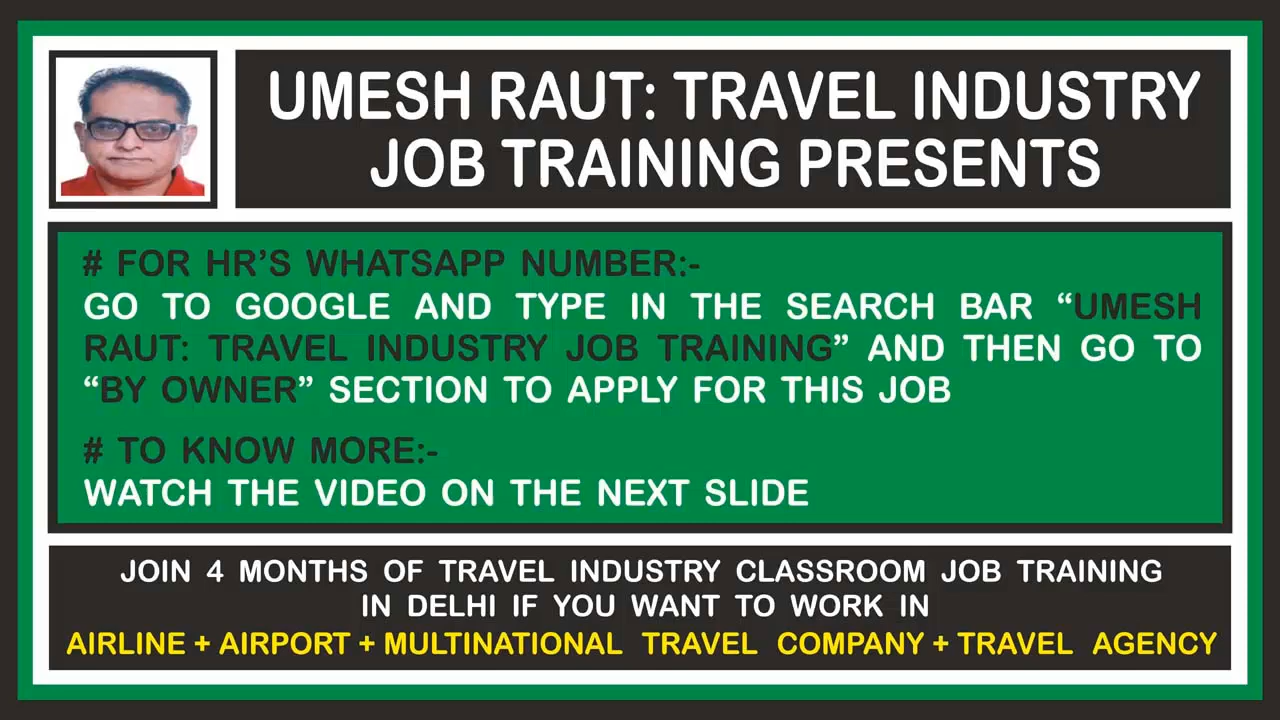 UMESH RAUT: TRAVEL INDUSTRY
JOB TRAINING PRESENTS
# FOR HR'S WHATSAPP NUMBER:-
GO TO GOOGLE AND TYPE IN THE SEARCH BAR “UMESH
RAUT: TRAVEL INDUSTRY JOB TRAINING” AND THEN GO TO
“BY OWNER” SECTION TO APPLY FOR THIS JOB
# TO KNOW MORE:-
WATCH THE VIDEO ON THE NEXT SLIDE
JOIN 4 MONTHS OF TRAVEL INDUSTRY CLASSROOM JOB TRAINING
IN DELHI IF YOU WANT TO WORK IN
AIRLINE + AIRPORT + MULTINATIONAL TRAVEL COMPANY + TRAVEL AGENCY